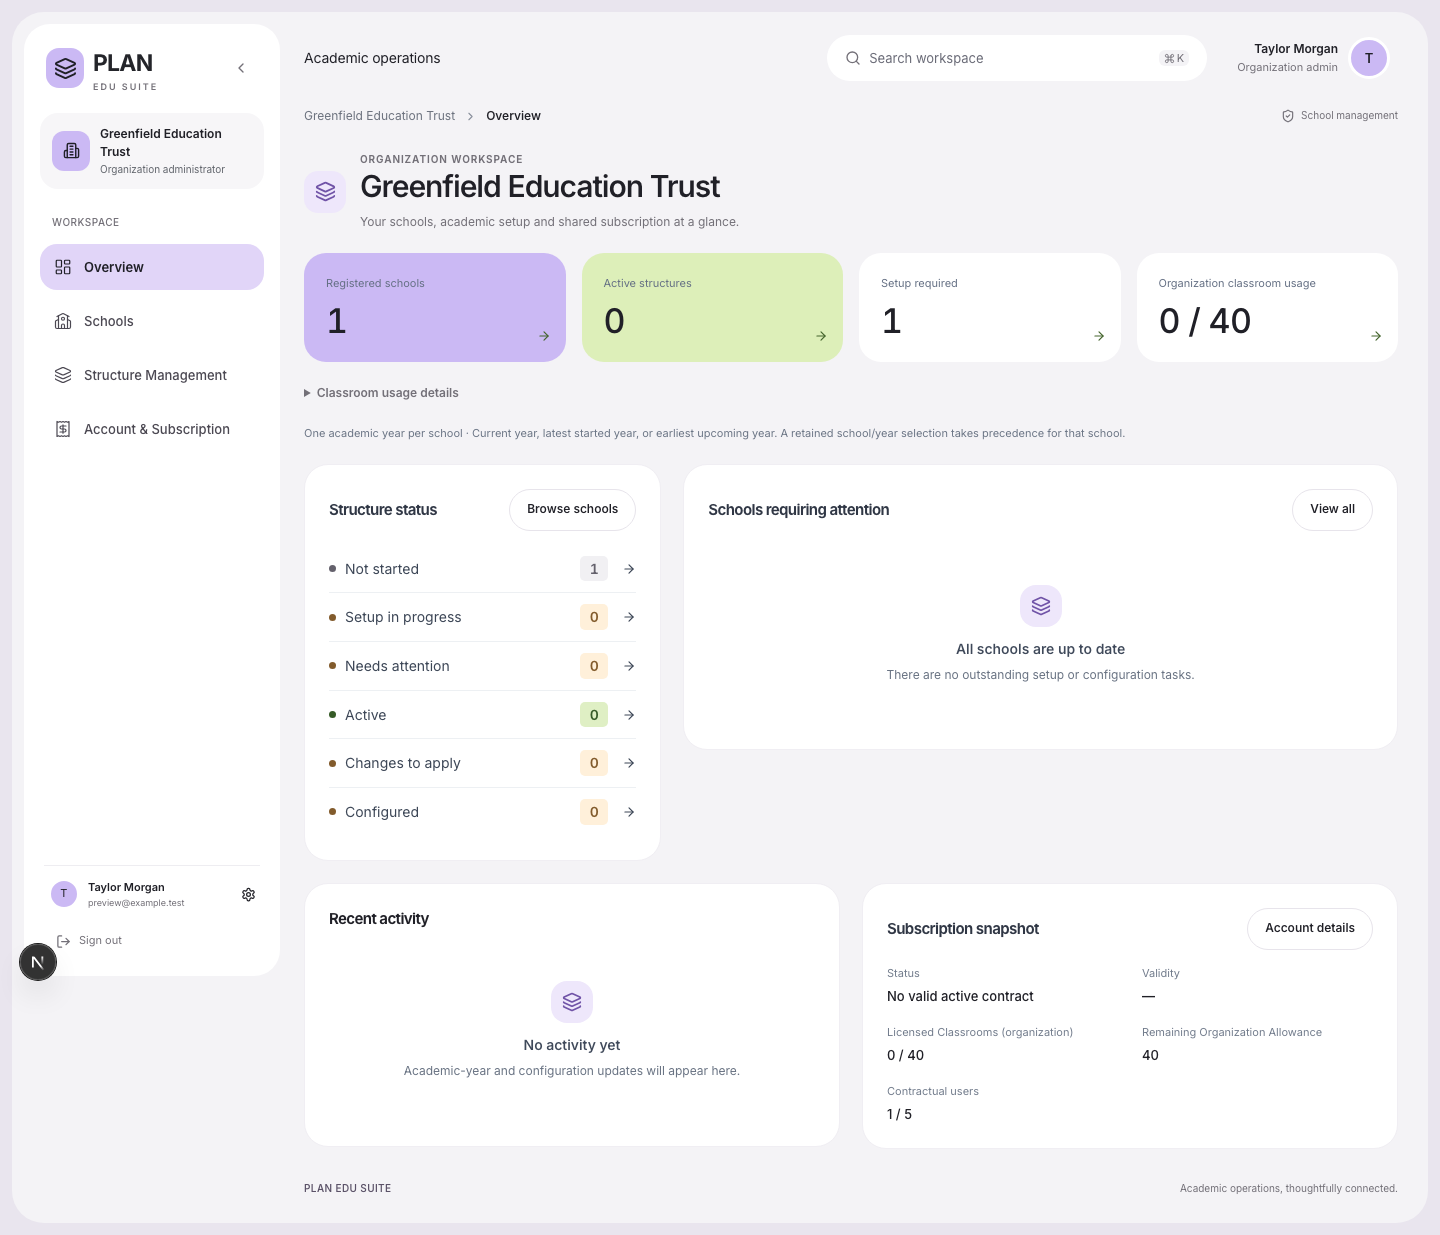 PLAN
EDU SUITE
Greenfield Education
Trust
Organization administrator
WORKSPACE
Overview
Schools
Structure Management
Account & Subscription
Taylor Morgan
preview@example.test
Sign out
N
Academic operations
Search workspace
⌘K
Taylor Morgan
Organization admin
T
Greenfield Education Trust
Overview
School management
ORGANIZATION WORKSPACE
Greenfield Education Trust
Your schools, academic setup and shared subscription at a glance.
Registered schools
1
Active structures
0
Setup required
1
Organization classroom usage
0 / 40
Classroom usage details
One academic year per school · Current year, latest started year, or earliest upcoming year. A retained school/year selection takes precedence for that school.
Structure status
Browse schools
Not started
1
Setup in progress
0
Needs attention
0
Active
0
Changes to apply
0
Configured
0
Schools requiring attention
View all
All schools are up to date
There are no outstanding setup or configuration tasks.
Recent activity
No activity yet
Academic-year and configuration updates will appear here.
Subscription snapshot
Account details
Status
No valid active contract
Validity
—
Licensed Classrooms (organization)
0 / 40
Remaining Organization Allowance
40
Contractual users
1 / 5
T
PLAN EDU SUITE
Academic operations, thoughtfully connected.